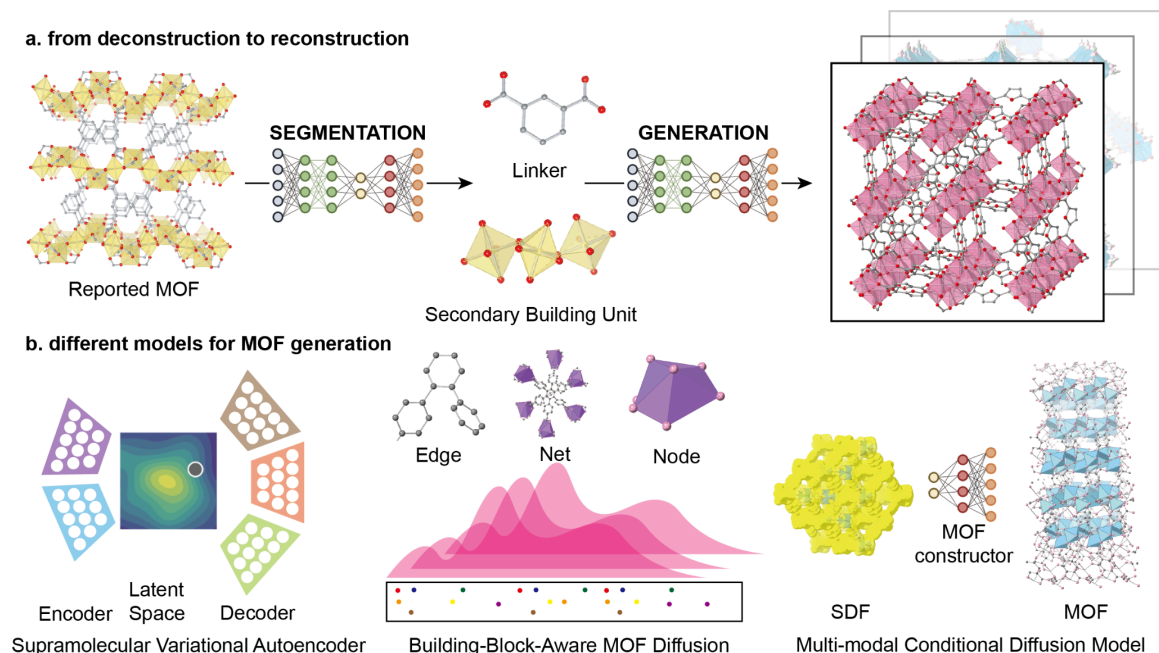 a. from deconstruction to reconstruction
SEGMENTATION
GENERATION
Linker
Reported MOF
Secondary Building Unit
b. different models for MOF generation
Edge
Net
Node
MOF
constructor
Encoder
Latent
Space
Decoder
SDF
MOF
Supramolecular Variational Autoencoder
Building-Block-Aware MOF Diffusion
Multi-modal Conditional Diffusion Model